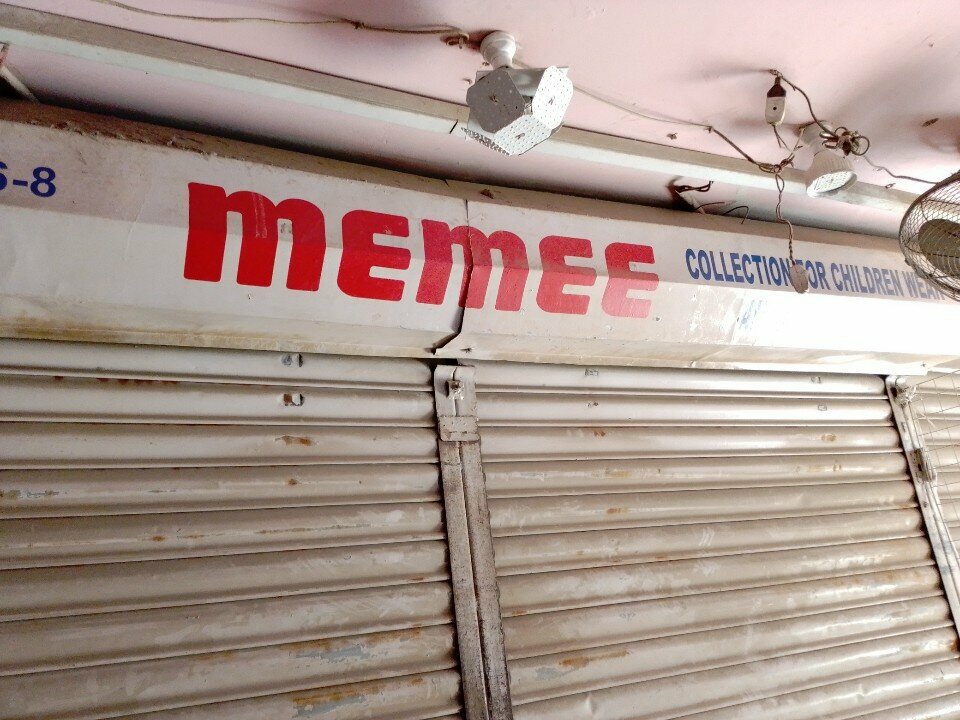 S-8
memee
COLLECTION FOR CHILDREN WEAR